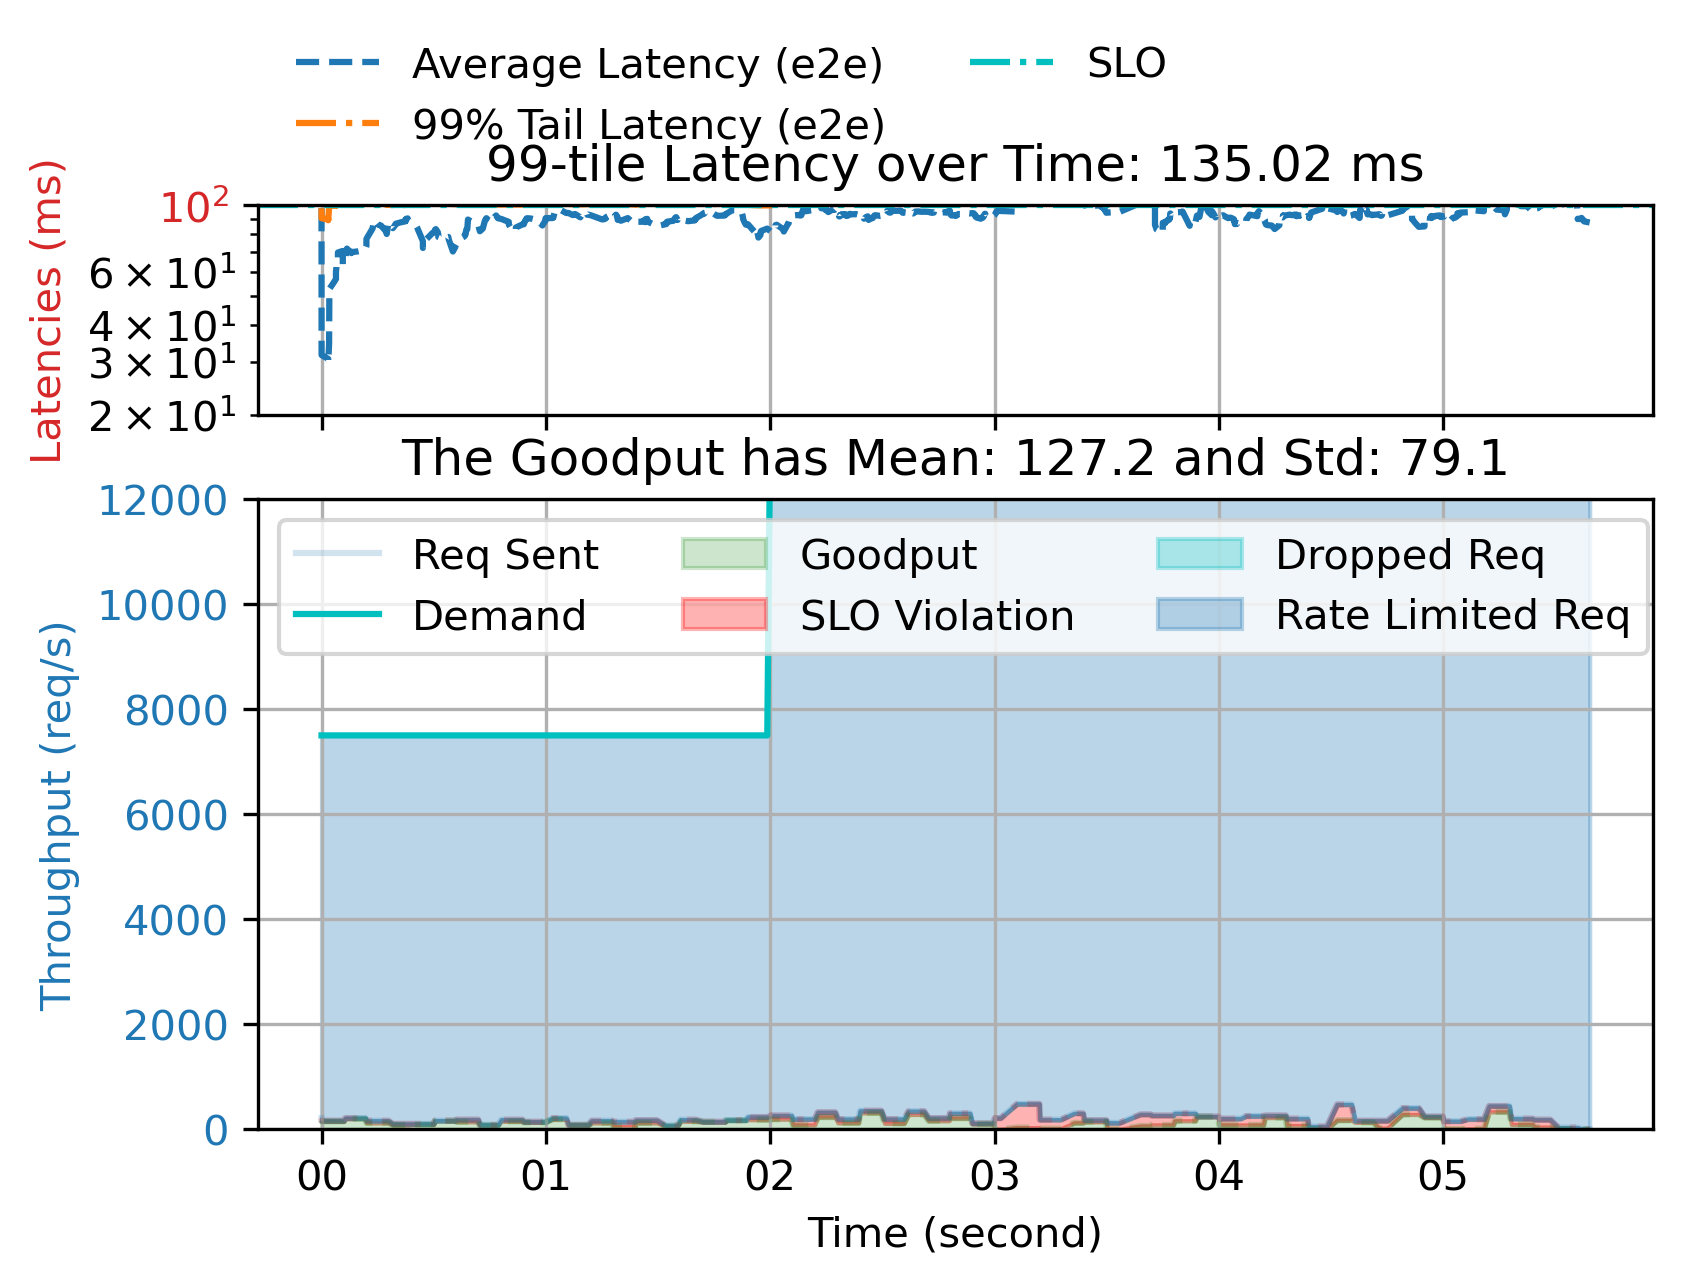 Average Latency (e2e)
SLO
99% Tail Latency (e2e)
99-tile Latency over Time: 135.02 ms
Latencies (ms)
10²
6 × 10¹
4 × 10¹
3 × 10¹
2 × 10¹
The Goodput has Mean: 127.2 and Std: 79.1
Throughput (req/s)
12000
10000
8000
6000
4000
2000
0
Req Sent
Goodput
Dropped Req
Demand
SLO Violation
Rate Limited Req
00 01 02 03 04 05
Time (second)